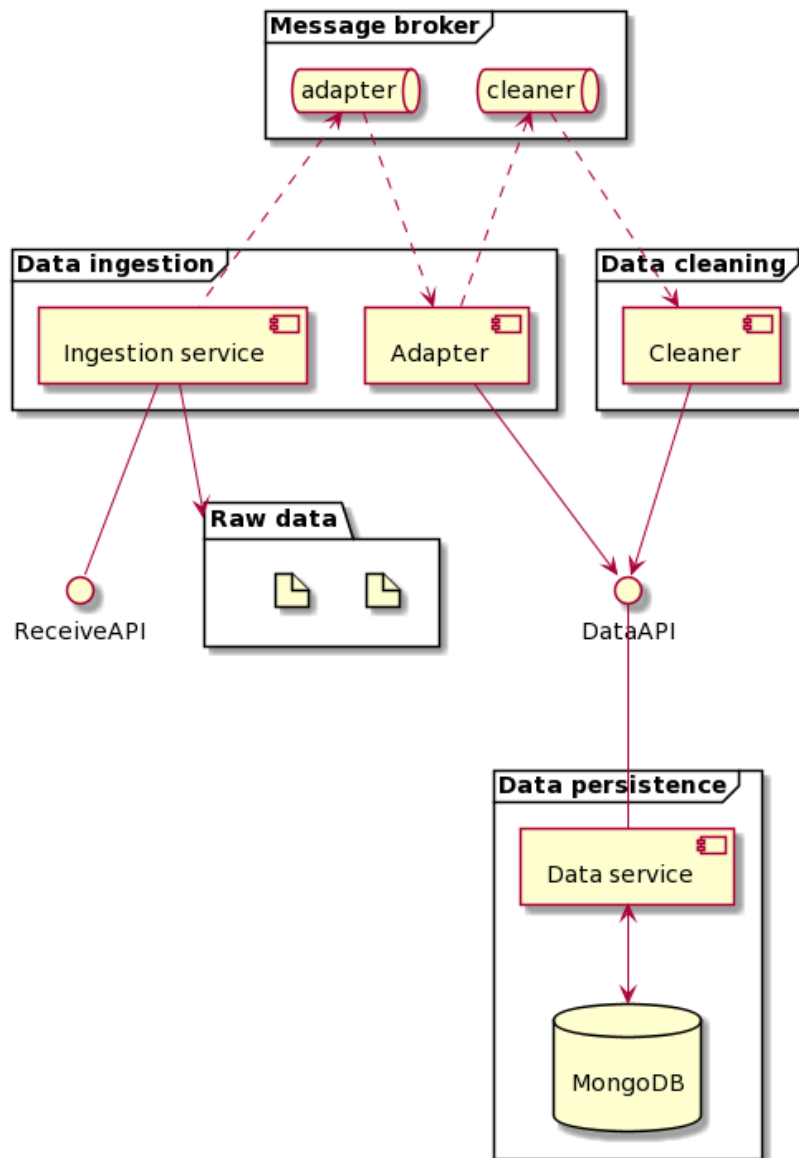 Message broker
adapter
cleaner
Data ingestion
Data cleaning
Ingestion service
Adapter
Cleaner
Raw data
ReceiveAPI
DataAPI
Data persistence
Data service
MongoDB